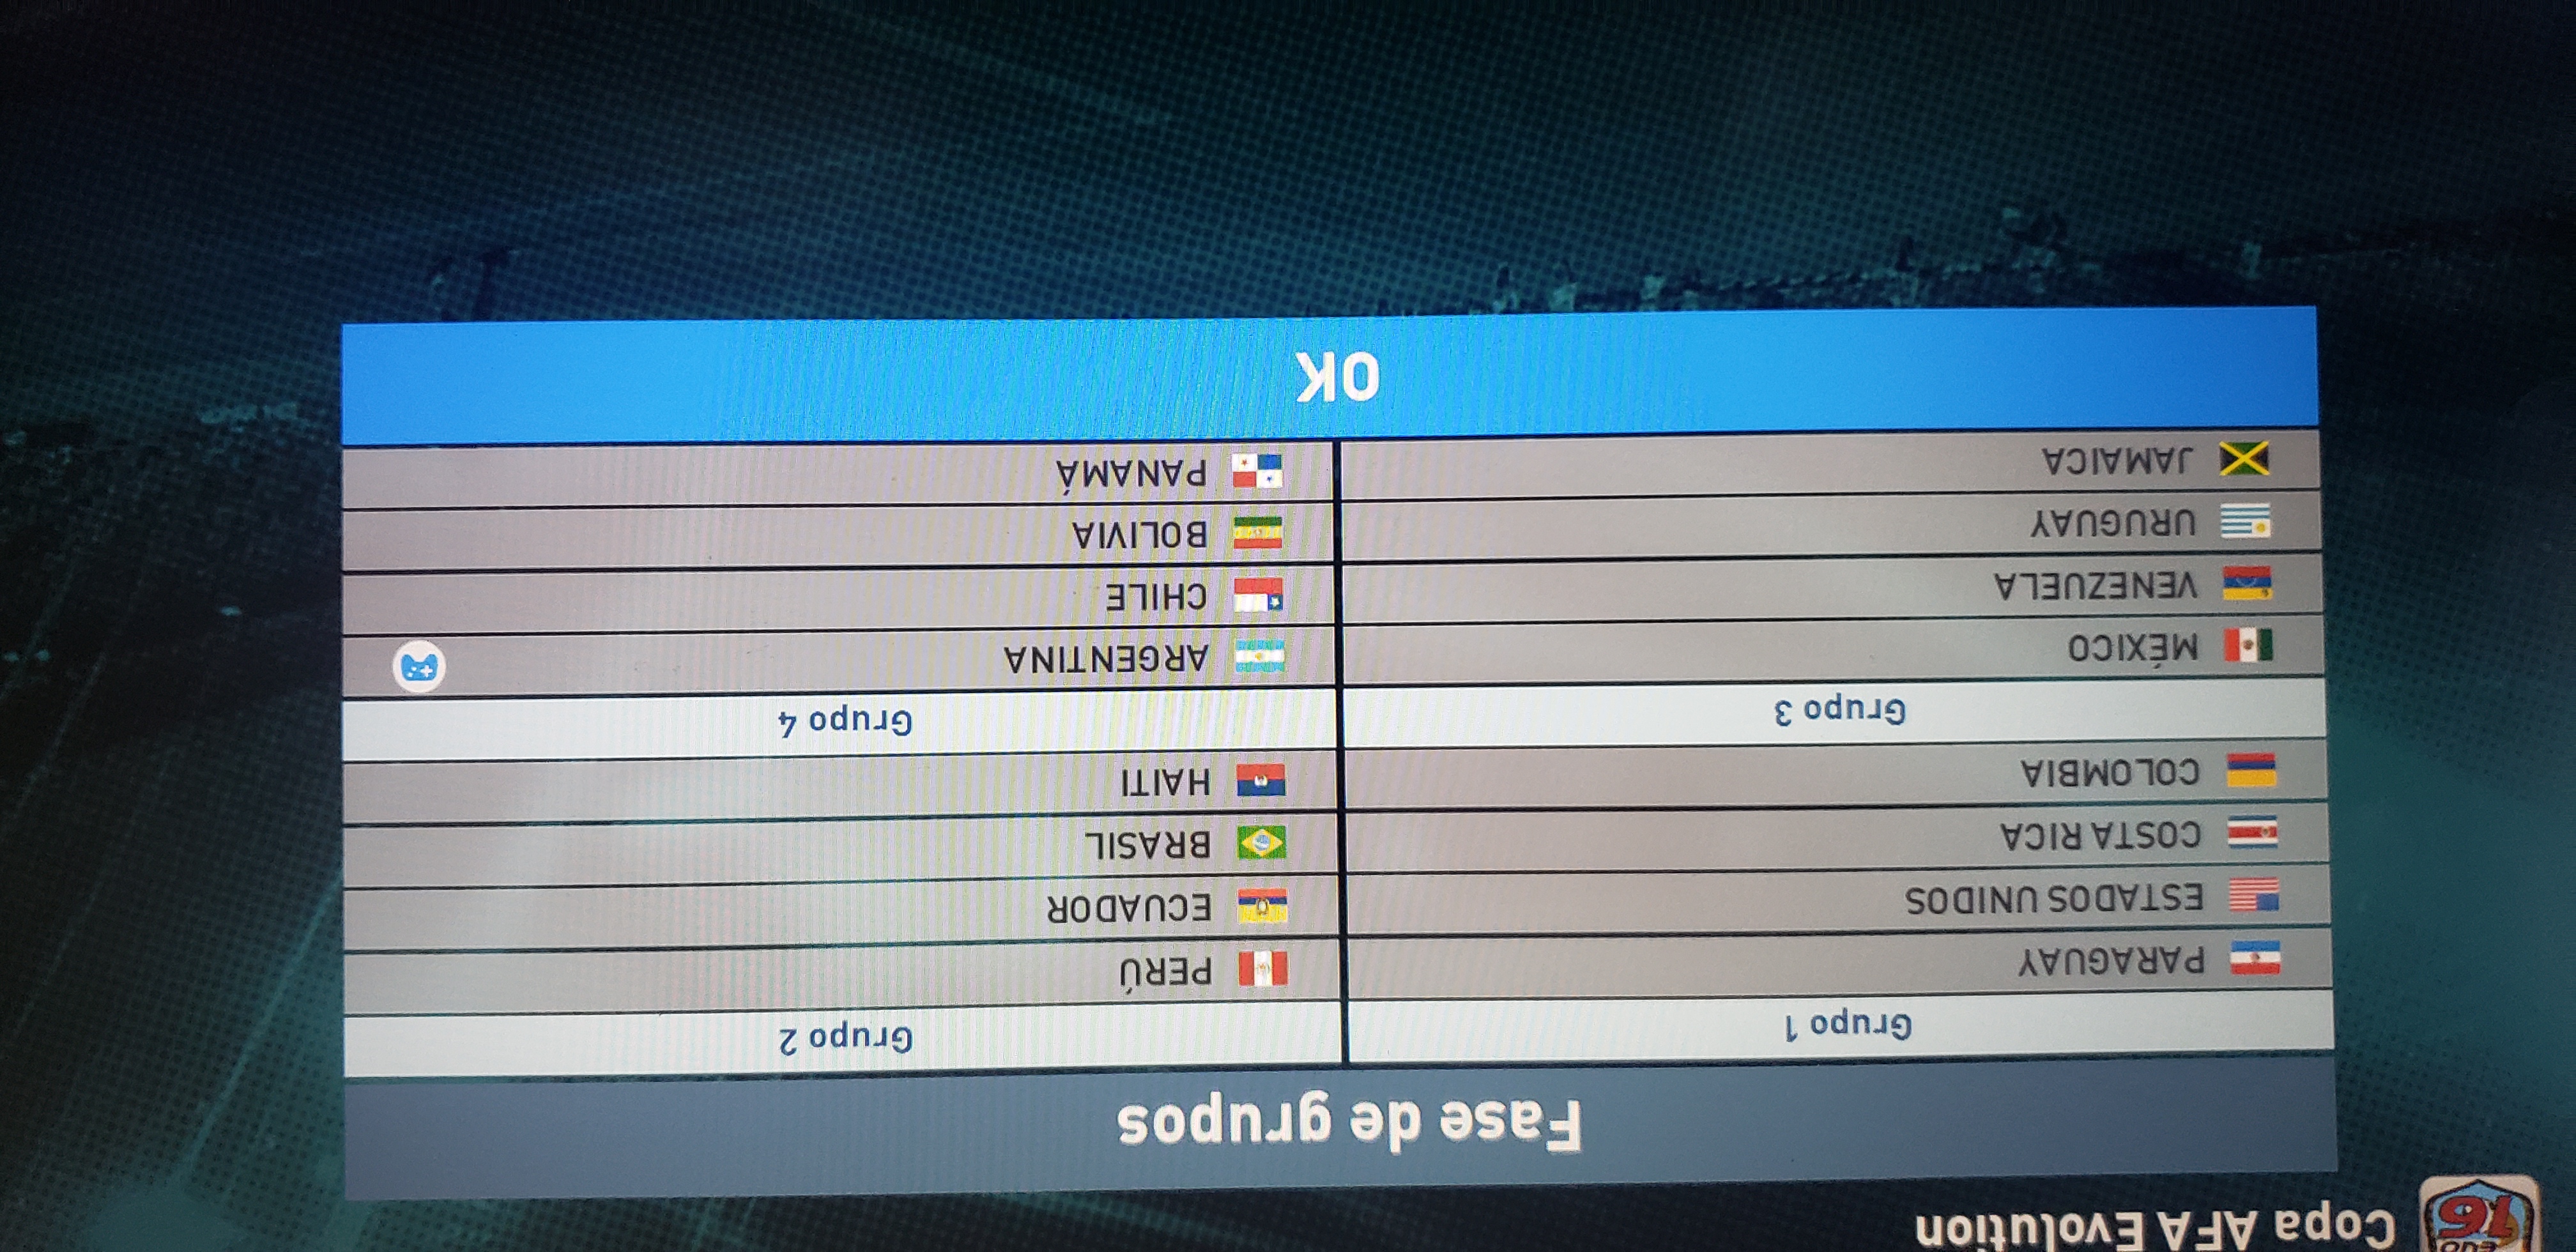 16
Copa AFA Evolution
Fase de grupos
Grupo 1
PARAGUAY
ESTADOS UNIDOS
COSTA RICA
COLOMBIA
Grupo 2
PERÚ
ECUADOR
BRASIL
HAITI
Grupo 3
MÉXICO
VENEZUELA
URUGUAY
JAMAICA
Grupo 4
ARGENTINA
CHILE
BOLIVIA
PANAMÁ
OK